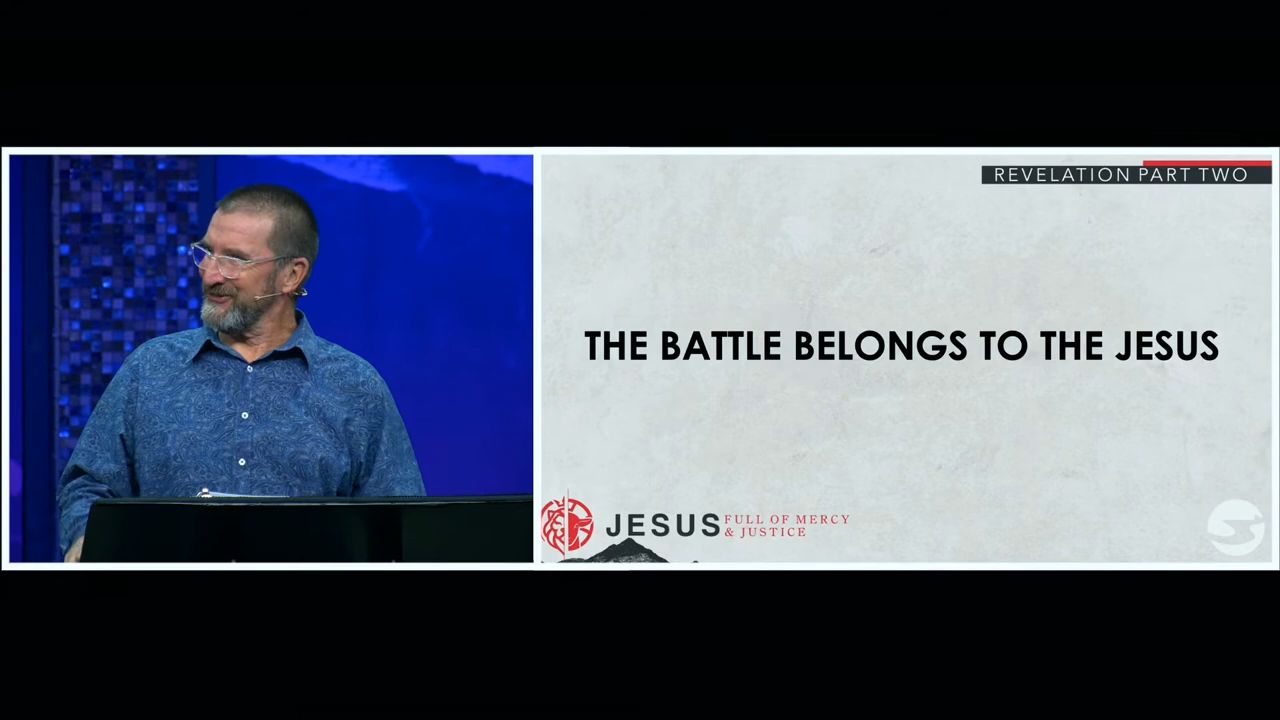 REVELATION PART TWO
THE BATTLE BELONGS TO THE JESUS
JESUS
FULL OF MERCY
& JUSTICE